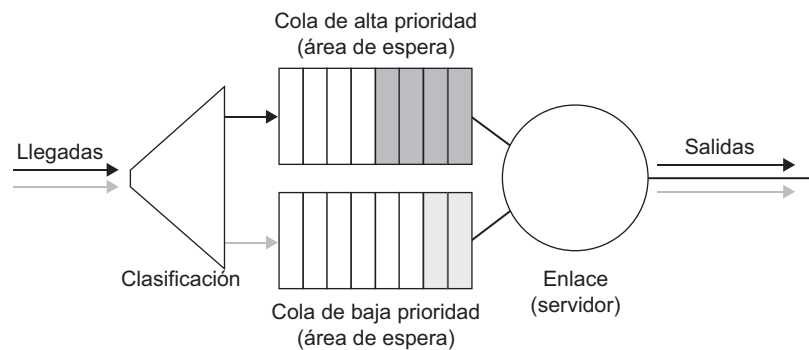 Cola de alta prioridad
(área de espera)
Llegadas
Salidas
Clasificación
Enlace
(servidor)
Cola de baja prioridad
(área de espera)